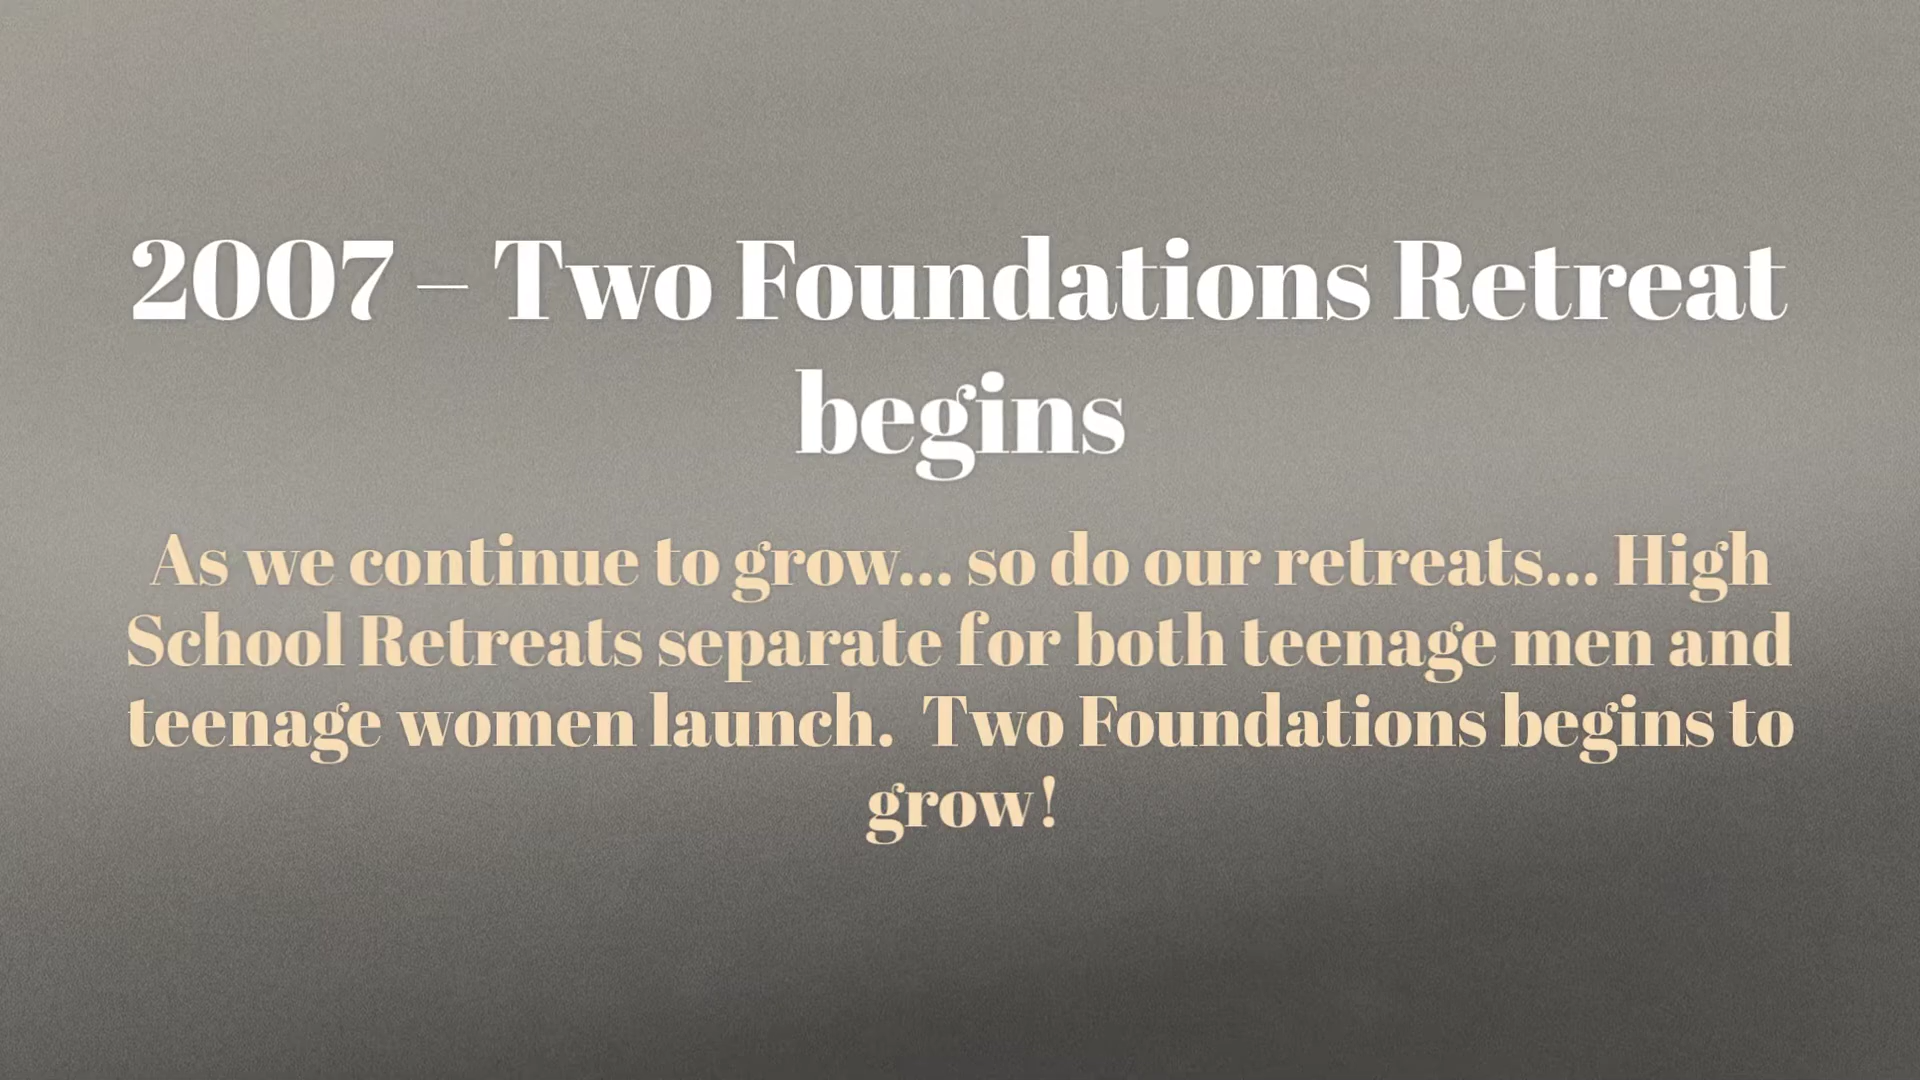 2007 – Two Foundations Retreat
begins
As we continue to grow... so do our retreats... High
School Retreats separate for both teenage men and
teenage women launch.  Two Foundations begins to
grow!